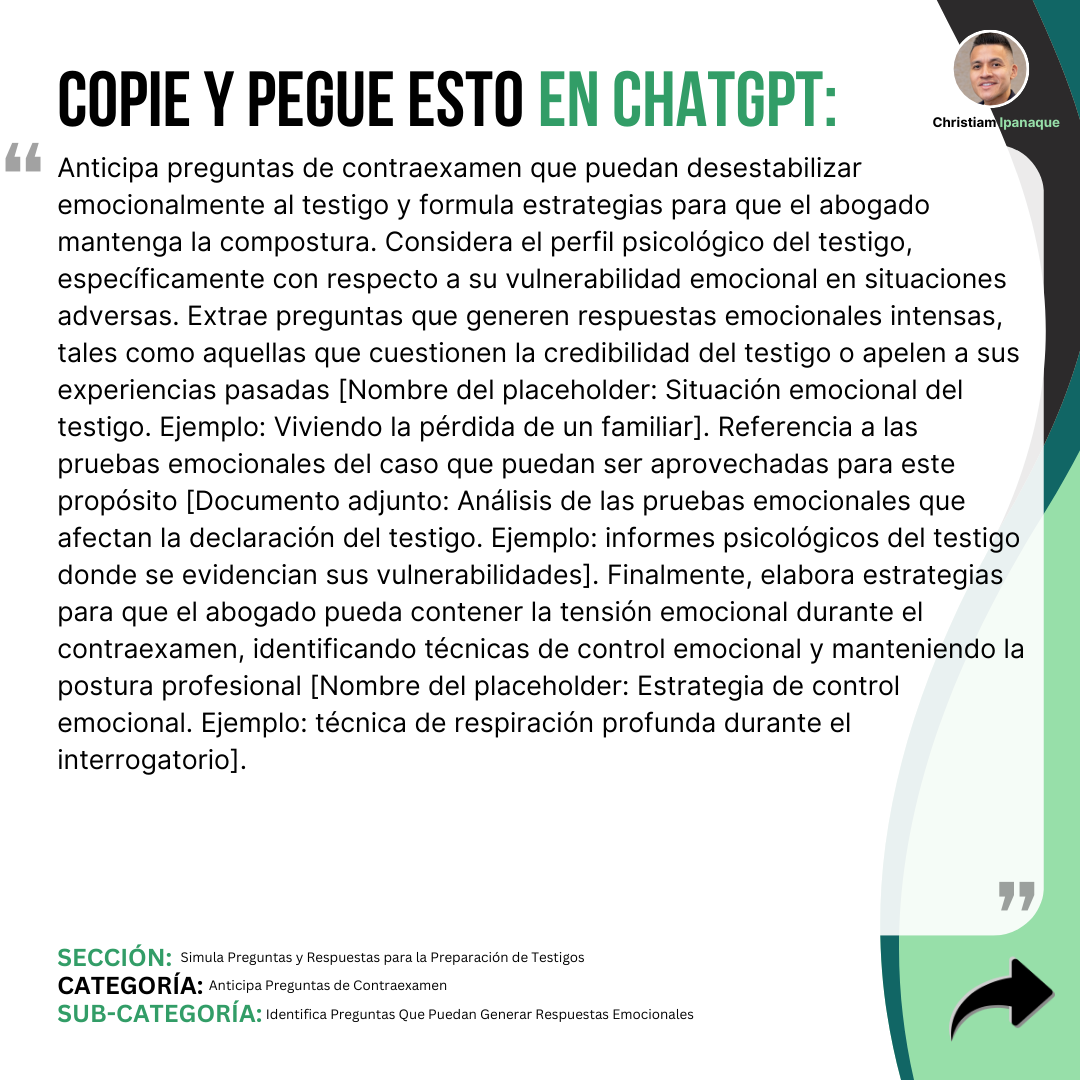 COPIE Y PEGUE ESTO EN CHATGPT:
Christiam Ipanaque
“
Anticipa preguntas de contraexamen que puedan desestabilizar
emocionalmente al testigo y formula estrategias para que el abogado
mantenga la compostura. Considera el perfil psicológico del testigo,
específicamente con respecto a su vulnerabilidad emocional en situaciones
adversas. Extrae preguntas que generen respuestas emocionales intensas,
tales como aquellas que cuestionen la credibilidad del testigo o apelen a sus
experiencias pasadas [Nombre del placeholder: Situación emocional del
testigo. Ejemplo: Viviendo la pérdida de un familiar]. Referencia a las
pruebas emocionales del caso que puedan ser aprovechadas para este
propósito [Documento adjunto: Análisis de las pruebas emocionales que
afectan la declaración del testigo. Ejemplo: informes psicológicos del testigo
donde se evidencian sus vulnerabilidades]. Finalmente, elabora estrategias
para que el abogado pueda contener la tensión emocional durante el
contraexamen, identificando técnicas de control emocional y manteniendo la
postura profesional [Nombre del placeholder: Estrategia de control
emocional. Ejemplo: técnica de respiración profunda durante el
interrogatorio].
”
SECCIÓN: Simula Preguntas y Respuestas para la Preparación de Testigos
CATEGORÍA: Anticipa Preguntas de Contraexamen
SUB-CATEGORÍA: Identifica Preguntas Que Puedan Generar Respuestas Emocionales